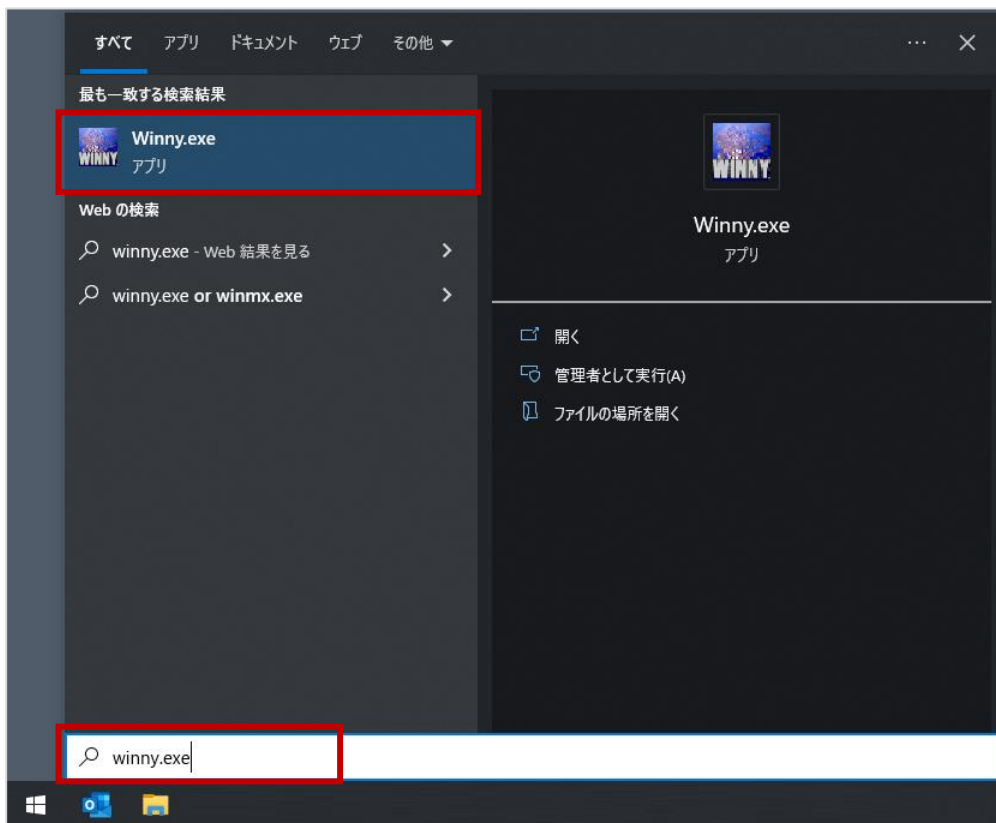 すべて アプリ ドキュメント ウェブ その他
最も一致する検索結果
WINNY
Winny.exe
アプリ
Web の検索
winny.exe - Web 結果を見る
winny.exe or winmx.exe
WINNY
Winny.exe
アプリ
開く
管理者として実行(A)
ファイルの場所を開く
winny.exe